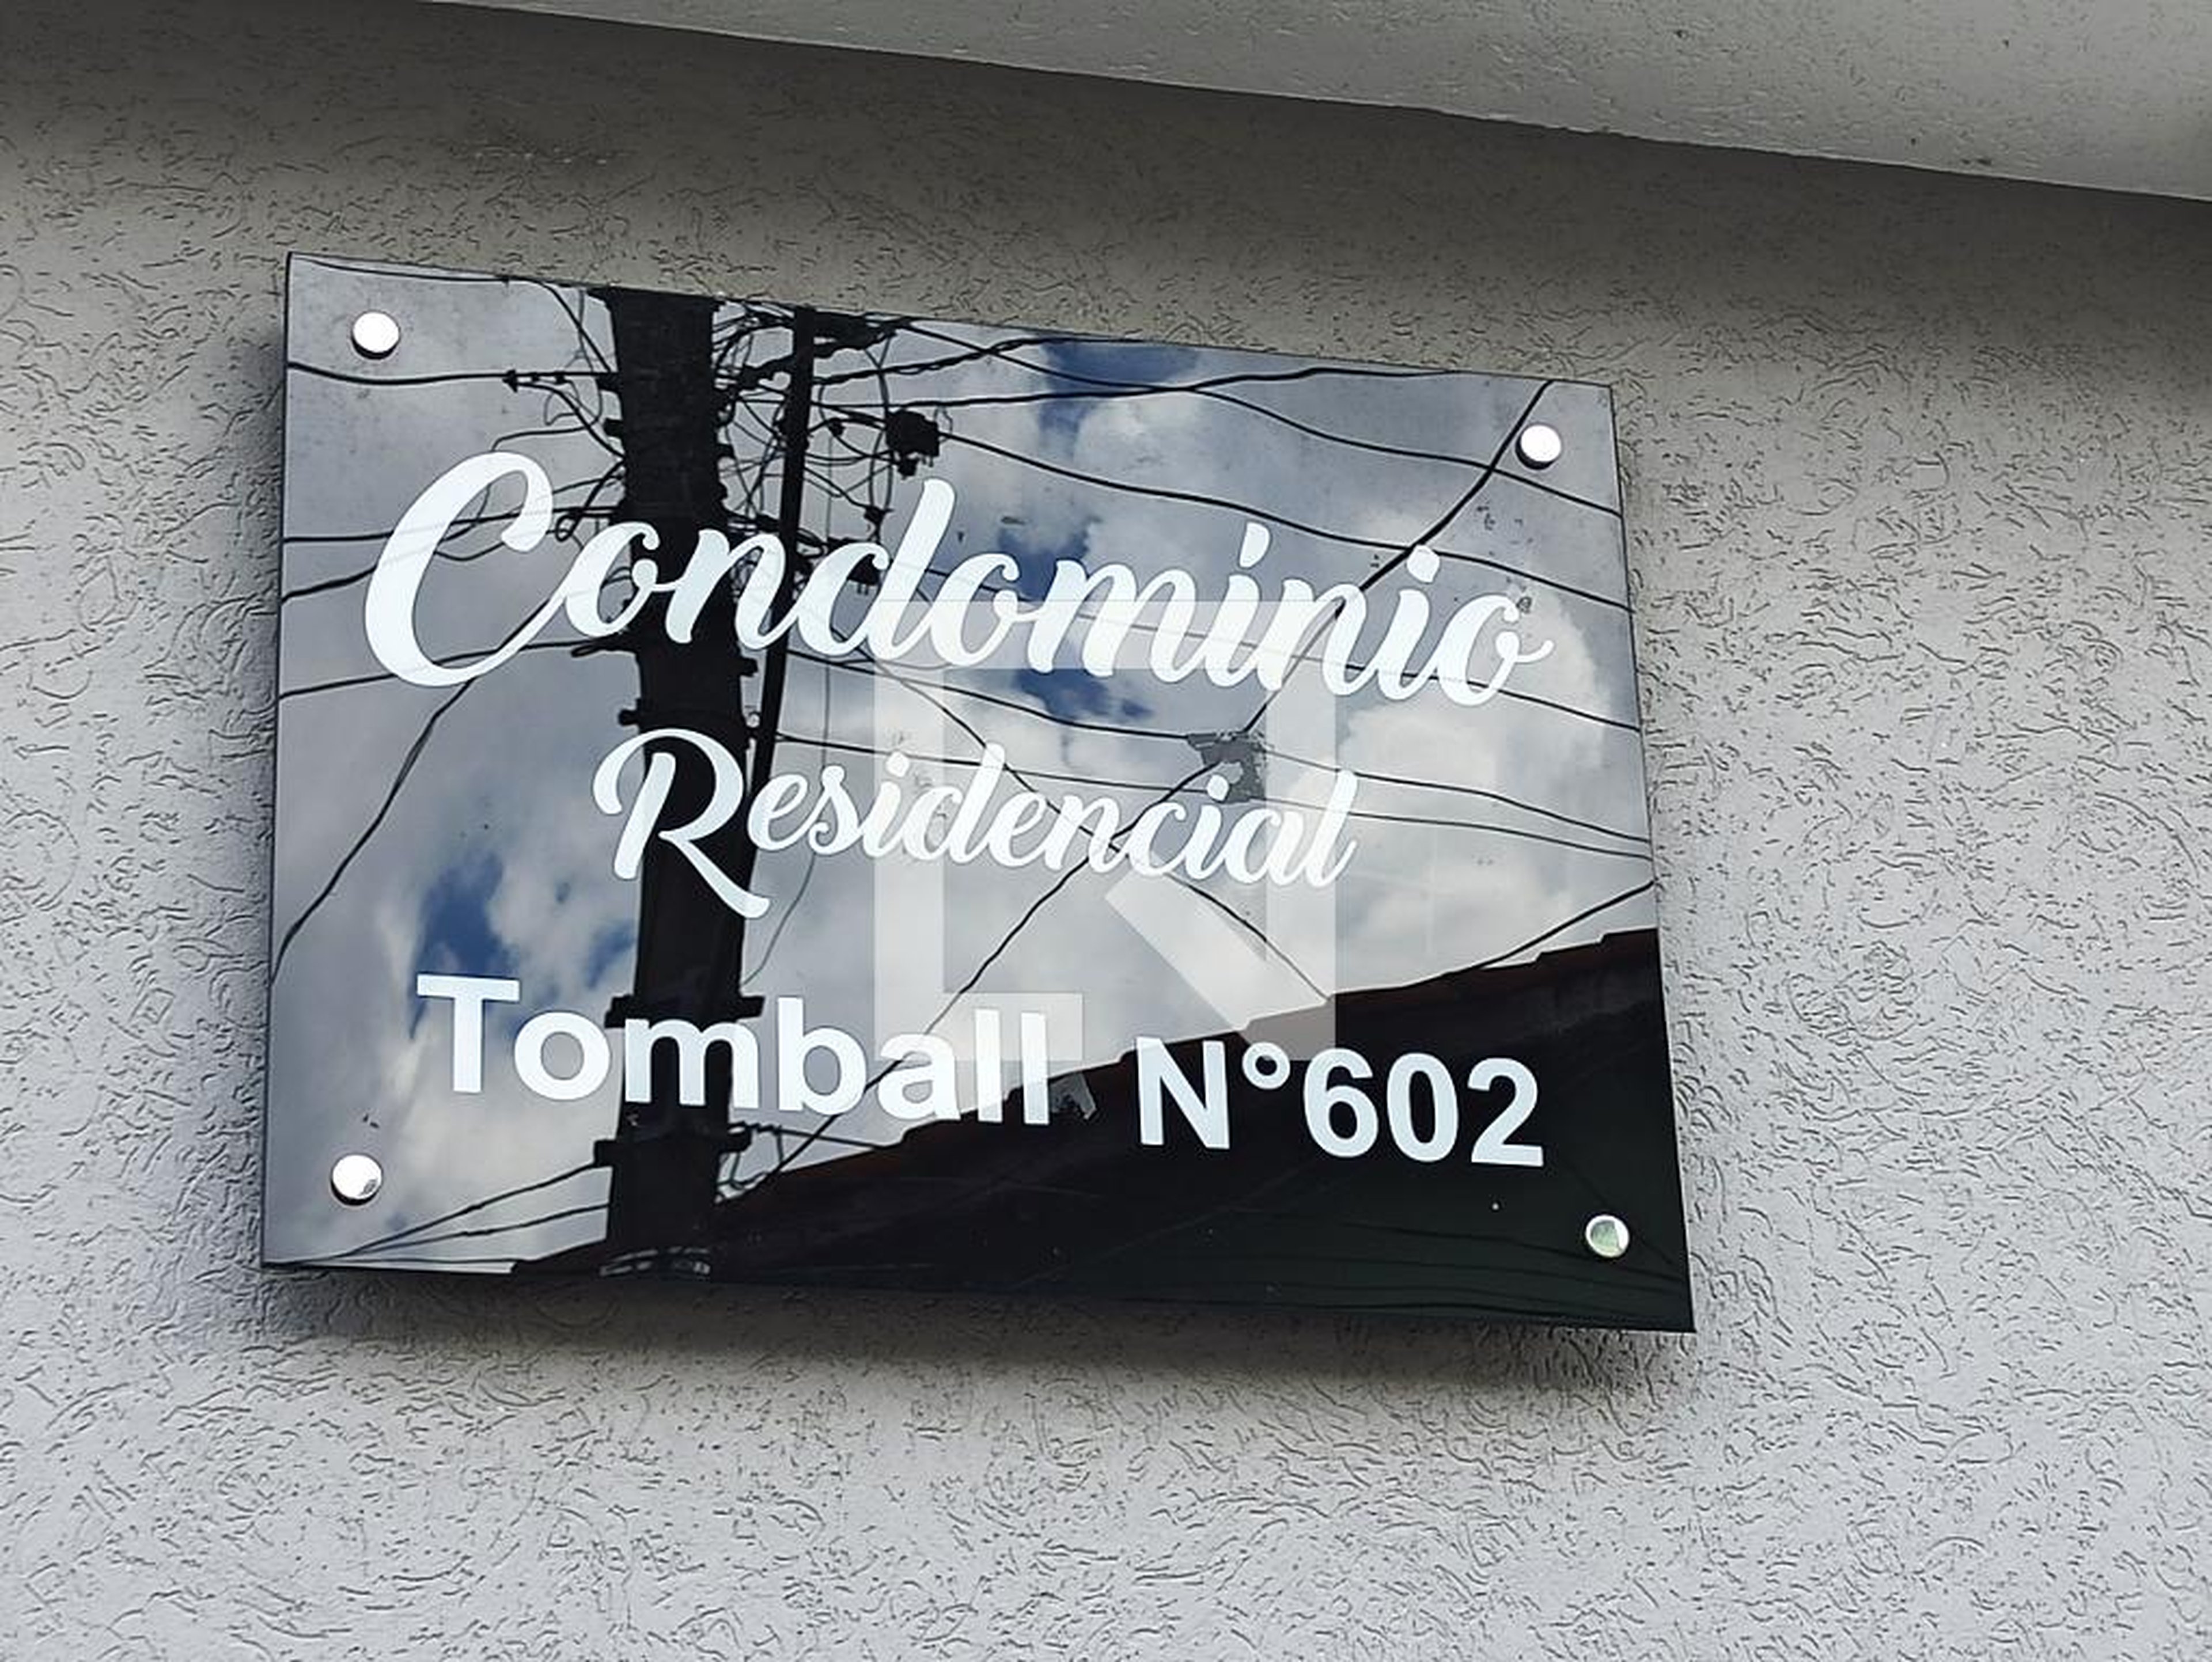 Condominio
Residencial
Tomball N°602